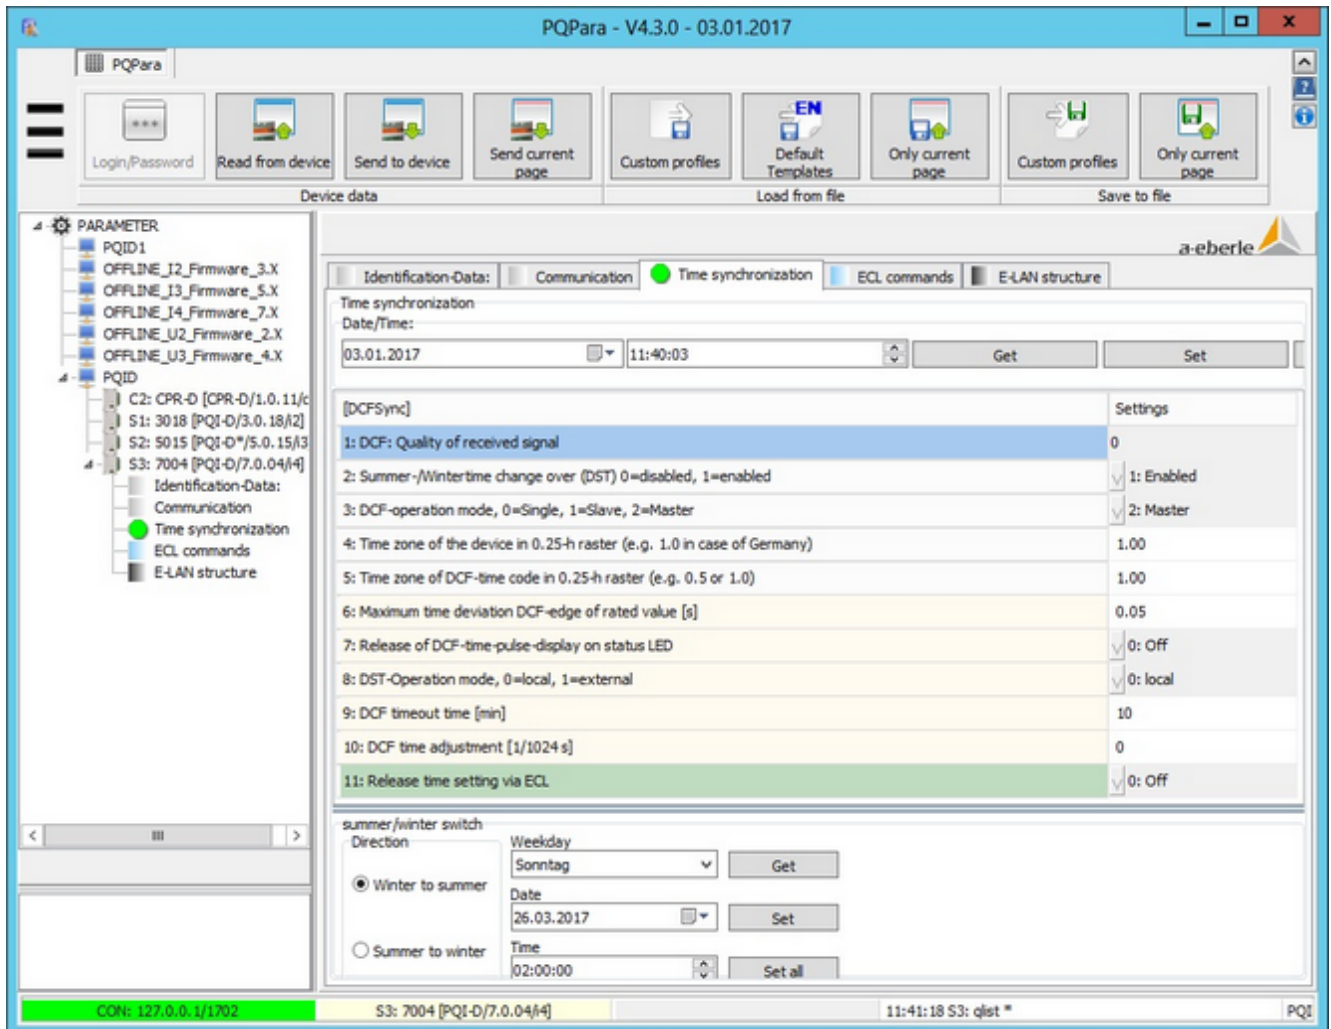 PQPara - V4.3.0 - 03.01.2017
PQPara
Login/Password
Read from device
Send to device
Send current page
Custom profiles
EN
Default Templates
Only current page
Custom profiles
Only current page
Device data
Load from file
Save to file
PARAMETER
PQID1
OFFLINE_I2_Firmware_3.X
OFFLINE_I3_Firmware_5.X
OFFLINE_I4_Firmware_7.X
OFFLINE_U2_Firmware_2.X
OFFLINE_U3_Firmware_4.X
PQID
C2: CPR-D [CPR-D/1.0.11/c
S1: 3018 [PQI-D/3.0.18/i2]
S2: 5015 [PQI-D*/5.0.15/i3
S3: 7004 [PQI-D/7.0.04/i4]
Identification-Data:
Communication
Time synchronization
ECL commands
E-LAN structure
a-eberle
Identification-Data:
Communication
Time synchronization
ECL commands
E-LAN structure
Time synchronization
Date/Time:
03.01.2017
11:40:03
Get
Set
[DCFSync]
Settings
1: DCF: Quality of received signal
0
2: Summer-/Wintertime change over (DST) 0=disabled, 1=enabled
1: Enabled
3: DCF-operation mode, 0=Single, 1=Slave, 2=Master
2: Master
4: Time zone of the device in 0.25-h raster (e.g. 1.0 in case of Germany)
1.00
5: Time zone of DCF-time code in 0.25-h raster (e.g. 0.5 or 1.0)
1.00
6: Maximum time deviation DCF-edge of rated value [s]
0.05
7: Release of DCF-time-pulse-display on status LED
0: Off
8: DST-Operation mode, 0=local, 1=external
0: local
9: DCF timeout time [min]
10
10: DCF time adjustment [1/1024 s]
0
11: Release time setting via ECL
0: Off
summer/winter switch
Direction
Winter to summer
Summer to winter
Weekday
Sonntag
Get
Date
26.03.2017
Set
Time
02:00:00
Set all
CON: 127.0.0.1/1702
S3: 7004 [PQI-D/7.0.04/i4]
11:41:18 S3: qlist *
PQI